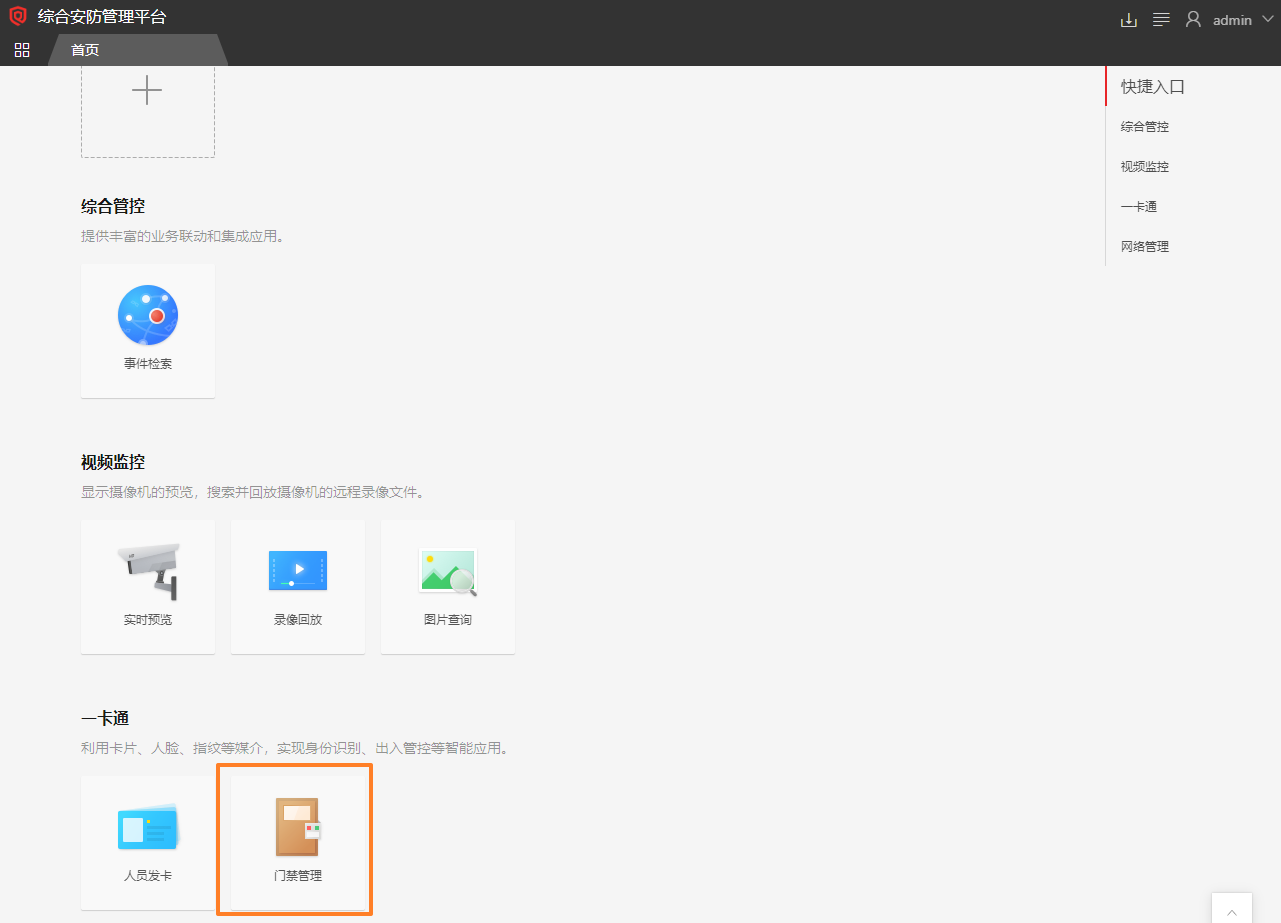 综合安防管理平台
admin
首页
快捷入口
综合管控
视频监控
一卡通
网络管理
综合管控
提供丰富的业务联动和集成应用。
事件检索
视频监控
显示摄像机的预览，搜索并回放摄像机的远程录像文件。
实时预览
录像回放
图片查询
一卡通
利用卡片、人脸、指纹等媒介，实现身份识别、出入管控等智能应用。
人员发卡
门禁管理